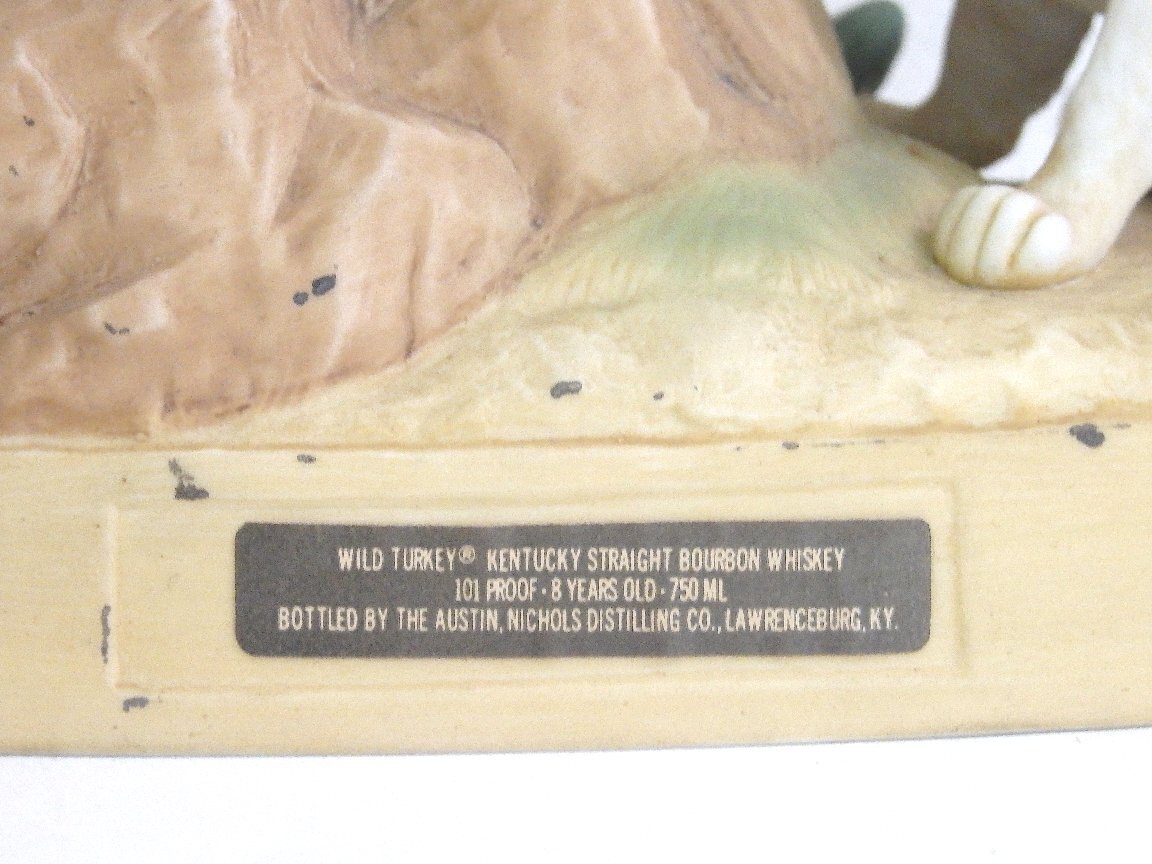 WILD TURKEY® KENTUCKY STRAIGHT BOURBON WHISKEY
101 PROOF · 8 YEARS OLD · 750 ML
BOTTLED BY THE AUSTIN, NICHOLS DISTILLING CO., LAWRENCEBURG, KY.